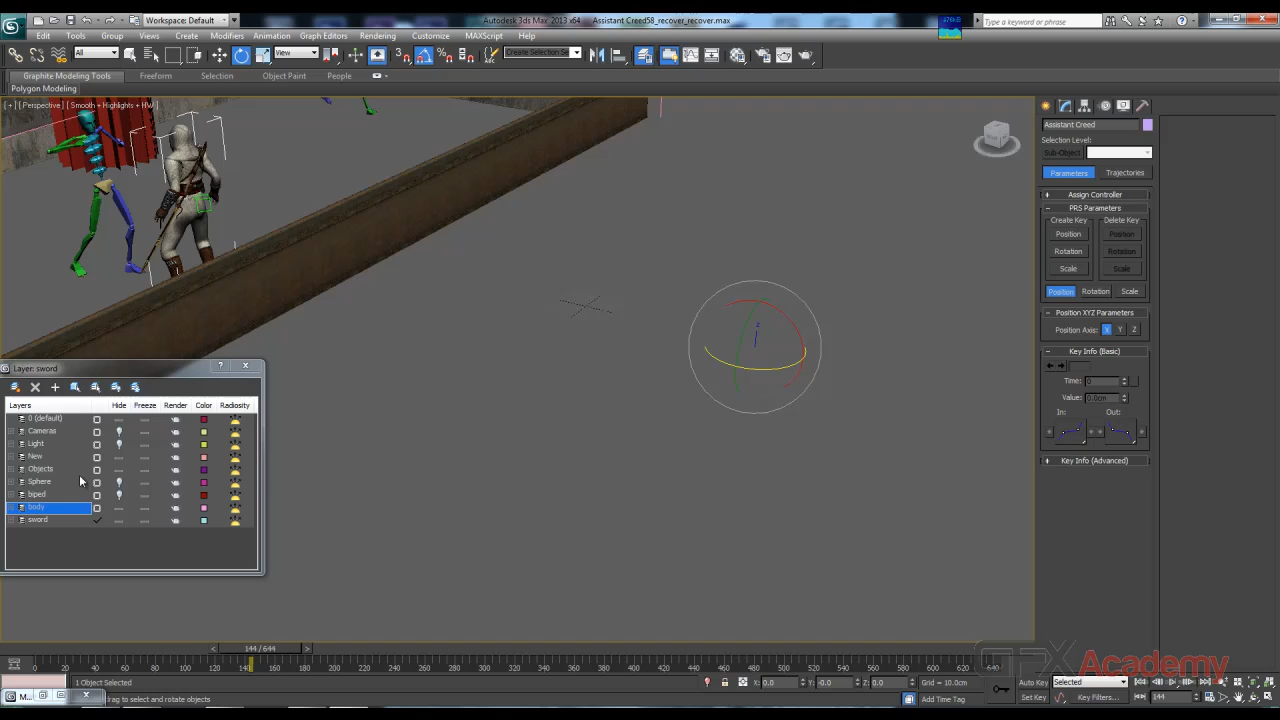 Workspace: Default
Autodesk 3ds Max 2013 x64
Assistant Creed58_recover_recover.max
Type a keyword or phrase
Edit Tools Group Views Create Modifiers Animation Graph Editors Rendering Customize MAXScript Help
All
View
Create Selection Se
Graphite Modeling Tools Freeform Selection Object Paint People
Polygon Modeling
[ + ] [ Perspective ] [ Smooth + Highlights + HW ]
Assistant Creed
Selection Level:
Sub-Object
Parameters Trajectories
+ Assign Controller
- PRS Parameters
Create Key Delete Key
Position Position
Rotation Rotation
Scale Scale
Position Rotation Scale
- Position XYZ Parameters
Position Axis: X Y Z
- Key Info (Basic)
Time: 0
Value: 0.0cm
In: Out:
+ Key Info (Advanced)
Layer: sword
Layers Hide Freeze Render Color Radiosity
0 (default)
Cameras
Light
New
Objects
Sphere
biped
body
sword
< 144 / 644 >
0 20 40 60 80 100 120 140 160 180 200 220 240 260 280 300 320 340 360 380 400 420 440 460 480 500 520 540 560 580 600 620 640
GFX Academy
1 Object Selected
X: 0.0 Y: -0.0 Z: 0.0 Grid = 10.0cm
Auto Key Selected
M...
drag to select and rotate objects
Add Time Tag
Set Key Key Filters...
144